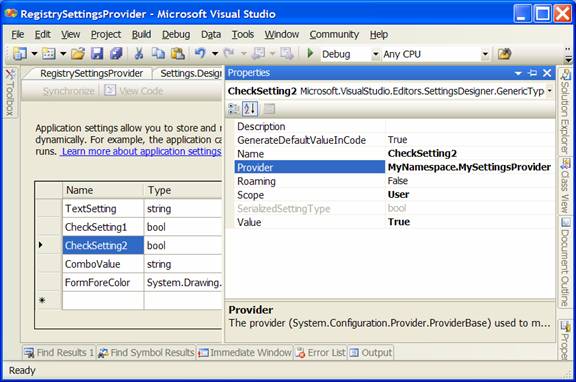 RegistrySettingsProvider - Microsoft Visual Studio
File Edit View Project Build Debug Data Tools Window Community Help
Debug Any CPU
Toolbox
RegistrySettingsProvider Settings.Design
Synchronize View Code
Application settings allow you to store and
dynamically. For example, the application ca
runs. Learn more about application settings
Name Type
TextSetting string
CheckSetting1 bool
CheckSetting2 bool
ComboValue string
FormForeColor System.Drawing.
Properties
CheckSetting2 Microsoft.VisualStudio.Editors.SettingsDesigner.GenericType
Description
GenerateDefaultValueInCode True
Name CheckSetting2
Provider MyNamespace.MySettingsProvider
Roaming False
Scope User
SerializedSettingType bool
Value True
Provider
The provider (System.Configuration.Provider.ProviderBase) used to m...
Solution Explorer
Class View
Document Outline
Proper
Find Results 1 Find Symbol Results Immediate Window Error List Output
Ready